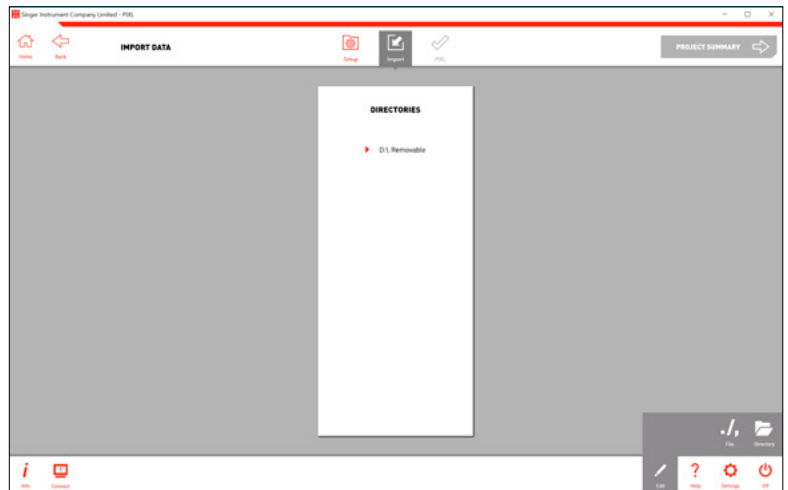 Singer Instrument Company Limited - PIXL
Home
Back
IMPORT DATA
Setup
Import
PIXL
PROJECT SUMMARY
DIRECTORIES
D:\ Removable
./,
File
Directory
Info
Connect
Edit
Help
Settings
Off